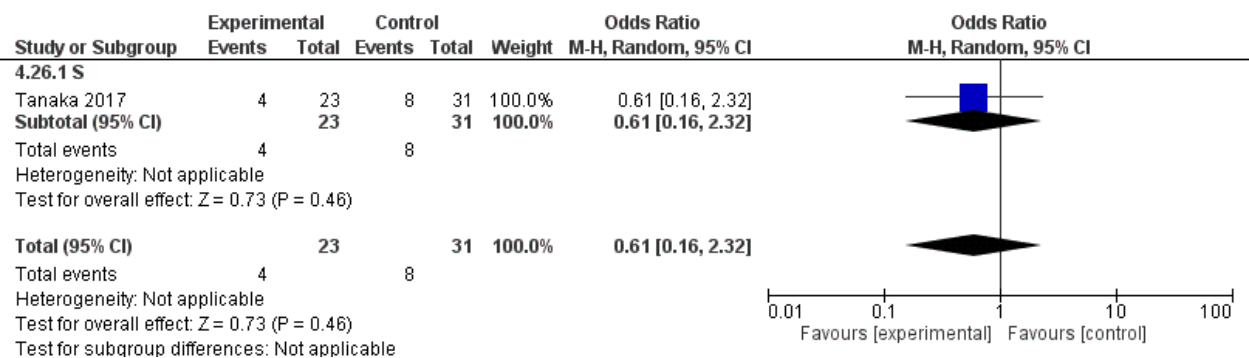 Experimental Control Odds Ratio Odds Ratio
Study or Subgroup Events Total Events Total Weight M-H, Random, 95% CI M-H, Random, 95% CI
4.26.1 S
Tanaka 2017 4 23 8 31 100.0% 0.61 [0.16, 2.32]
Subtotal (95% CI) 23 31 100.0% 0.61 [0.16, 2.32]
Total events 4 8
Heterogeneity: Not applicable
Test for overall effect: Z = 0.73 (P = 0.46)
Total (95% CI) 23 31 100.0% 0.61 [0.16, 2.32]
Total events 4 8
Heterogeneity: Not applicable
Test for overall effect: Z = 0.73 (P = 0.46)
Test for subgroup differences: Not applicable
0.01 0.1 1 10 100
Favours [experimental] Favours [control]